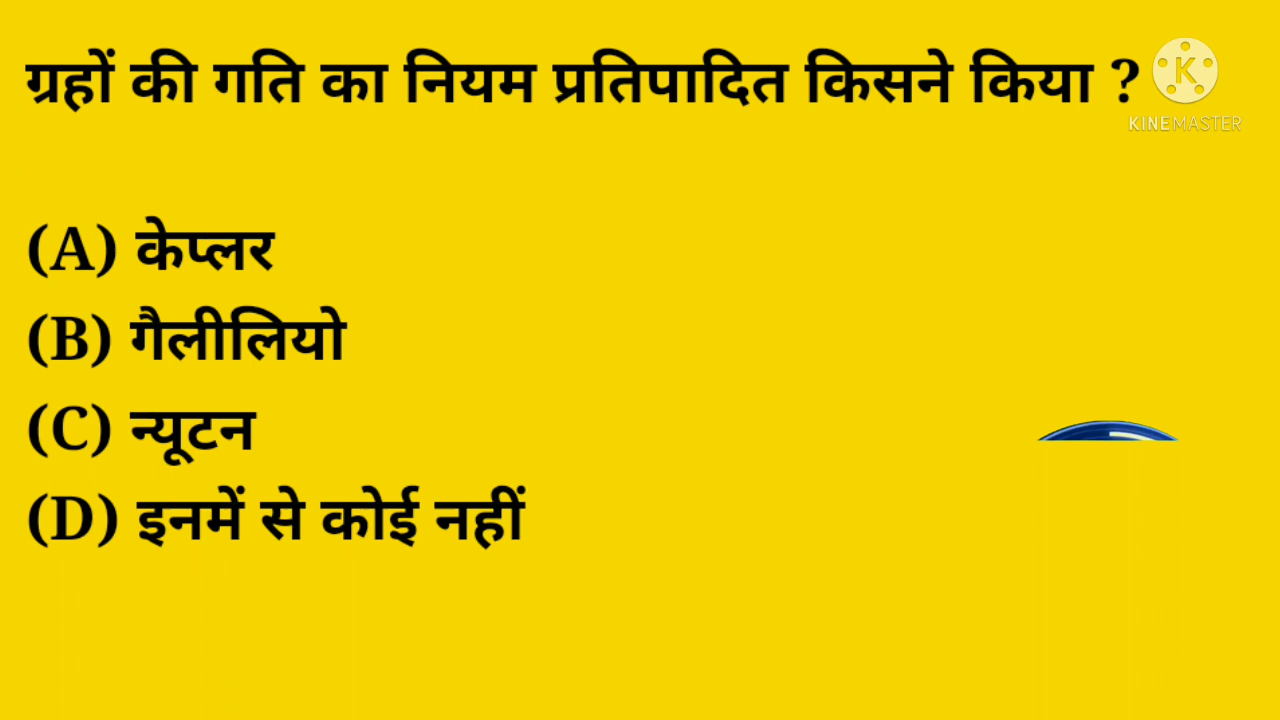 ग्रहों की गति का नियम प्रतिपादित किसने किया ?
K
KINEMASTER
(A) केप्लर
(B) गैलीलियो
(C) न्यूटन
(D) इनमें से कोई नहीं